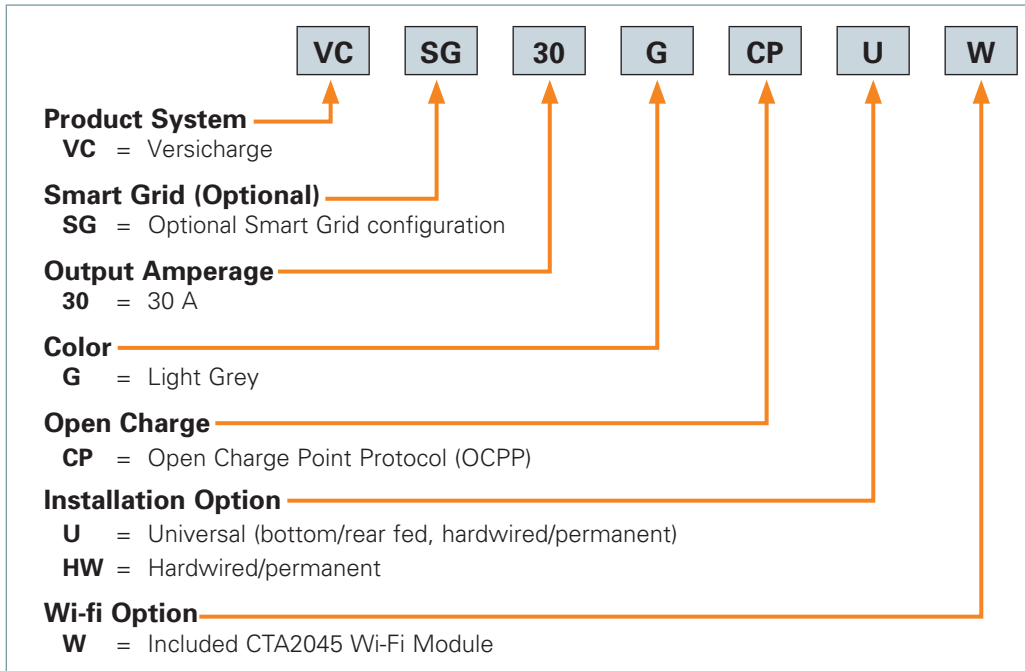 VC SG 30 G CP U W
Product System
VC = Versicharge
Smart Grid (Optional)
SG = Optional Smart Grid configuration
Output Amperage
30 = 30 A
Color
G = Light Grey
Open Charge
CP = Open Charge Point Protocol (OCPP)
Installation Option
U = Universal (bottom/rear fed, hardwired/permanent)
HW = Hardwired/permanent
Wi-fi Option
W = Included CTA2045 Wi-Fi Module